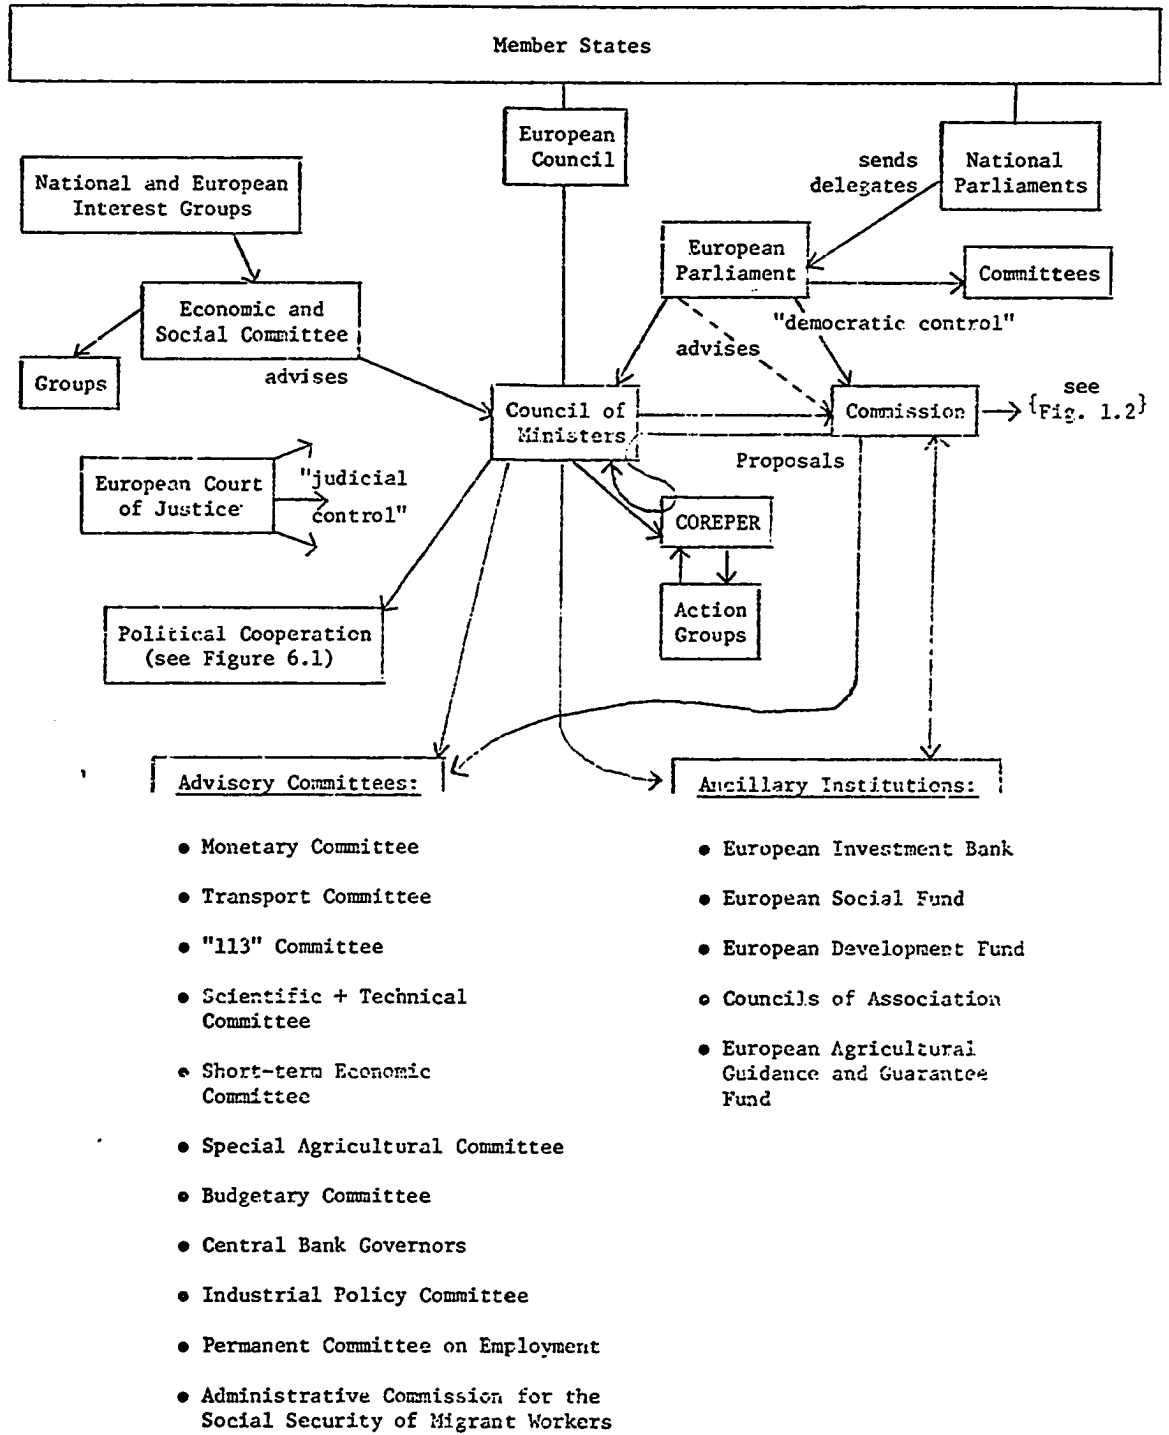 Member States
European
Council
sends
delegates
National
Parliaments
National and European
Interest Groups
European
Parliament
Committees
Economic and
Social Committee
"democratic control"
advises
Groups
advises
Council of
Ministers
Commission
see
{Fig. 1.2}
Proposals
European Court
of Justice
"judicial
control"
COREPER
Action
Groups
Political Cooperation
(see Figure 6.1)
Advisory Committees:
● Monetary Committee
● Transport Committee
● "113" Committee
● Scientific + Technical
Committee
● Short-term Economic
Committee
● Special Agricultural Committee
● Budgetary Committee
● Central Bank Governors
● Industrial Policy Committee
● Permanent Committee on Employment
● Administrative Commission for the
Social Security of Migrant Workers
Ancillary Institutions:
● European Investment Bank
● European Social Fund
● European Development Fund
● Councils of Association
● European Agricultural
Guidance and Guarantee
Fund